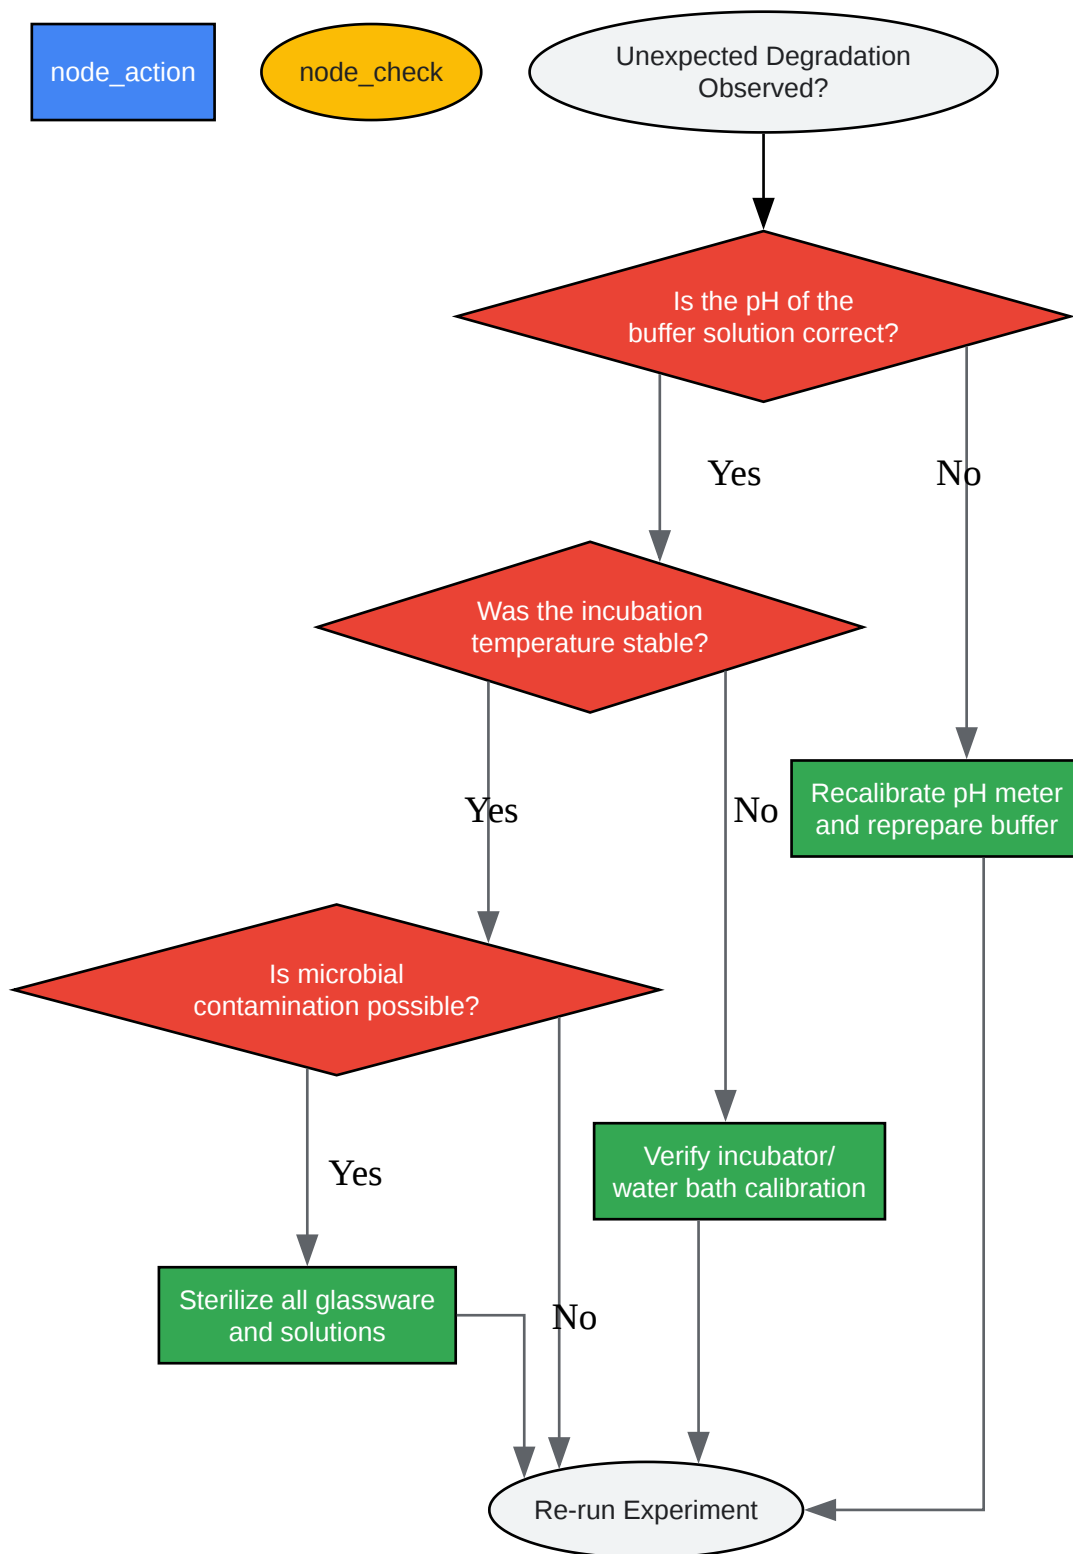 node_action
node_check
Unexpected Degradation
Observed?
Is the pH of the
buffer solution correct?
Yes
No
Was the incubation
temperature stable?
Yes
No
Recalibrate pH meter
and reprepare buffer
Is microbial
contamination possible?
Yes
Verify incubator/
water bath calibration
Sterilize all glassware
and solutions
No
Re-run Experiment